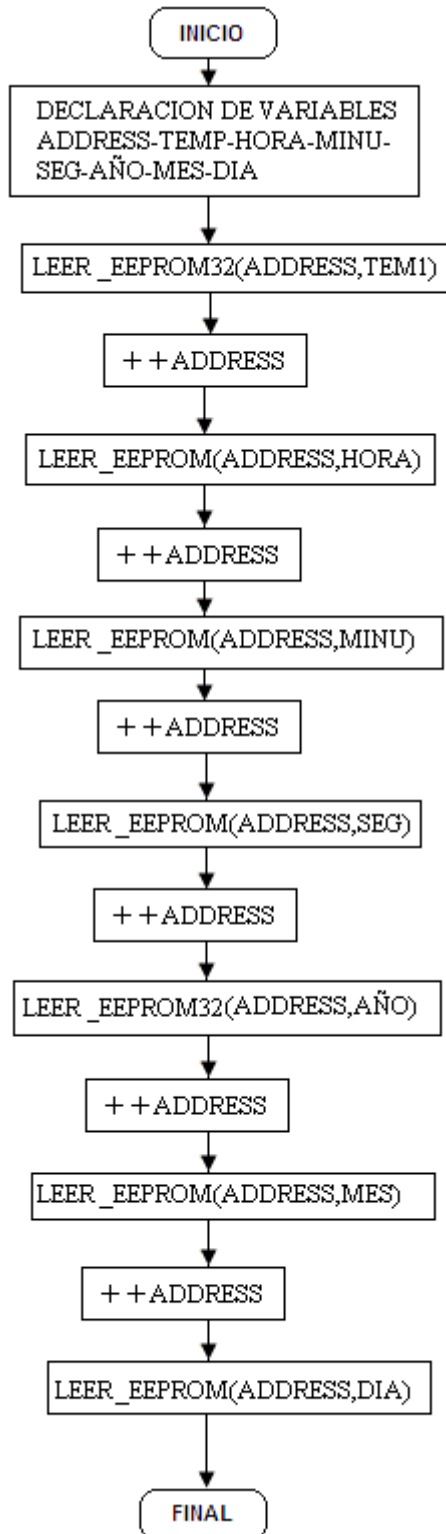 INICIO
DECLARACION DE VARIABLES
ADDRESS-TEMP-HORA-MINU-
SEG-AÑO-MES-DIA
LEER _EEPROM32(ADDRESS,TEM1)
++ADDRESS
LEER_EEPROM(ADDRESS,HORA)
++ADDRESS
LEER _EEPROM(ADDRESS,MINU)
++ADDRESS
LEER _EEPROM(ADDRESS,SEG)
++ADDRESS
LEER _EEPROM32(ADDRESS,AÑO)
++ADDRESS
LEER _EEPROM(ADDRESS,MES)
++ADDRESS
LEER_EEPROM(ADDRESS,DIA)
FINAL